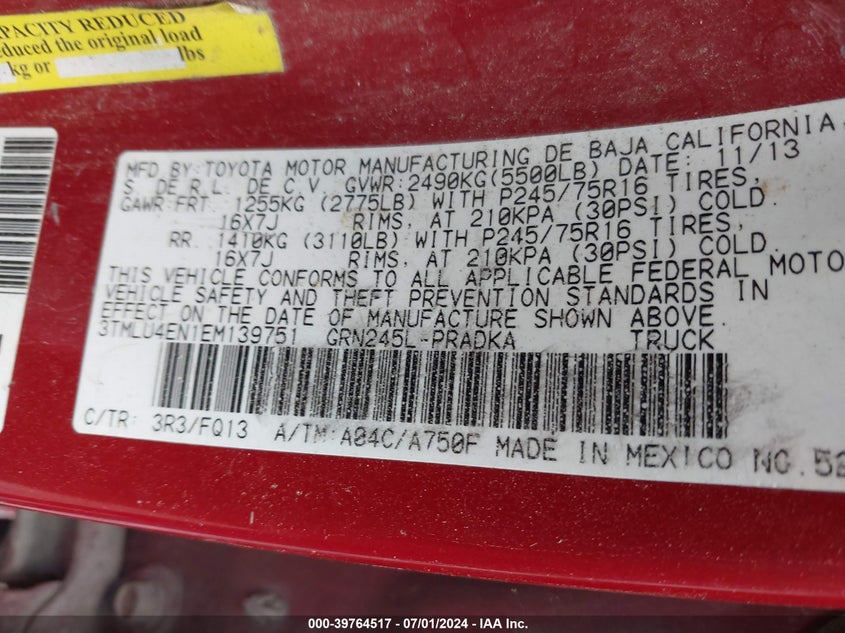 CAPACITY REDUCED
reduced the original load
kg or lbs
MFD BY: TOYOTA MOTOR MANUFACTURING DE BAJA CALIFORNIA
S. DE R.L. DE C.V. GVWR:2490KG(5500LB) DATE: 11/13
GAWR:FRT. 1255KG (2775LB) WITH P245/75R16 TIRES,
16X7J RIMS, AT 210KPA (30PSI) COLD.
RR. 1410KG (3110LB) WITH P245/75R16 TIRES,
16X7J RIMS, AT 210KPA (30PSI) COLD.
THIS VEHICLE CONFORMS TO ALL APPLICABLE FEDERAL MOTO
VEHICLE SAFETY AND THEFT PREVENTION STANDARDS IN
EFFECT ON THE DATE OF MANUFACTURE SHOWN ABOVE.
3TMLU4EN1EM139751 GRN245L-PRADKA TRUCK
C/TR: 3R3/FQ13 A/TM:A04C/A750F MADE IN MEXICO NO.52
000-39764517 / 07/01/2024 - IAA Inc.